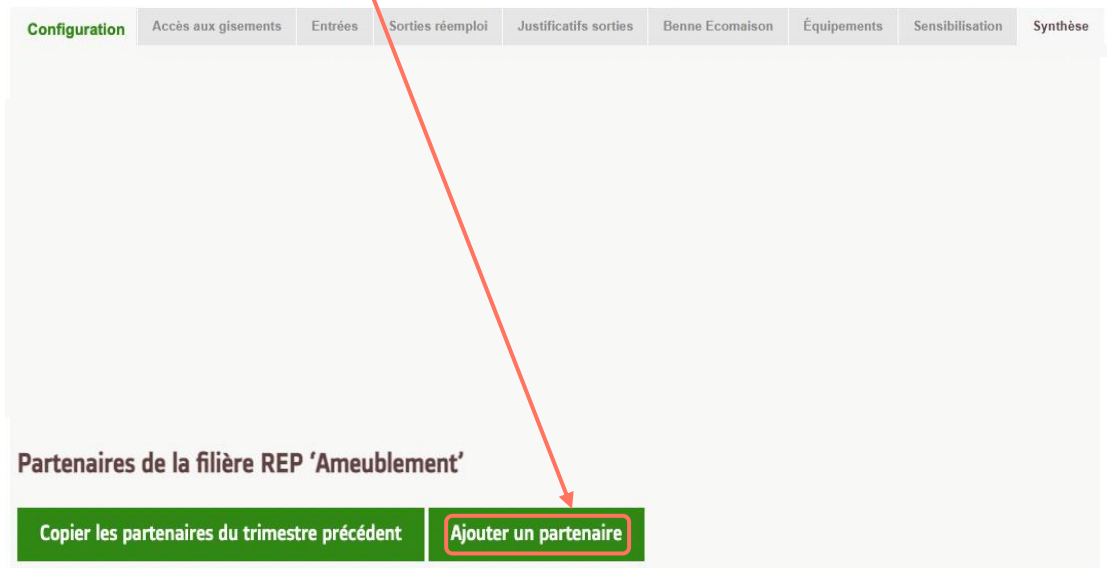 Configuration Accès aux gisements Entrées Sorties réemploi Justificatifs sorties Benne Ecomaison Équipements Sensibilisation Synthèse
Partenaires de la filière REP ‘Ameublement’
Copier les partenaires du trimestre précédent Ajouter un partenaire